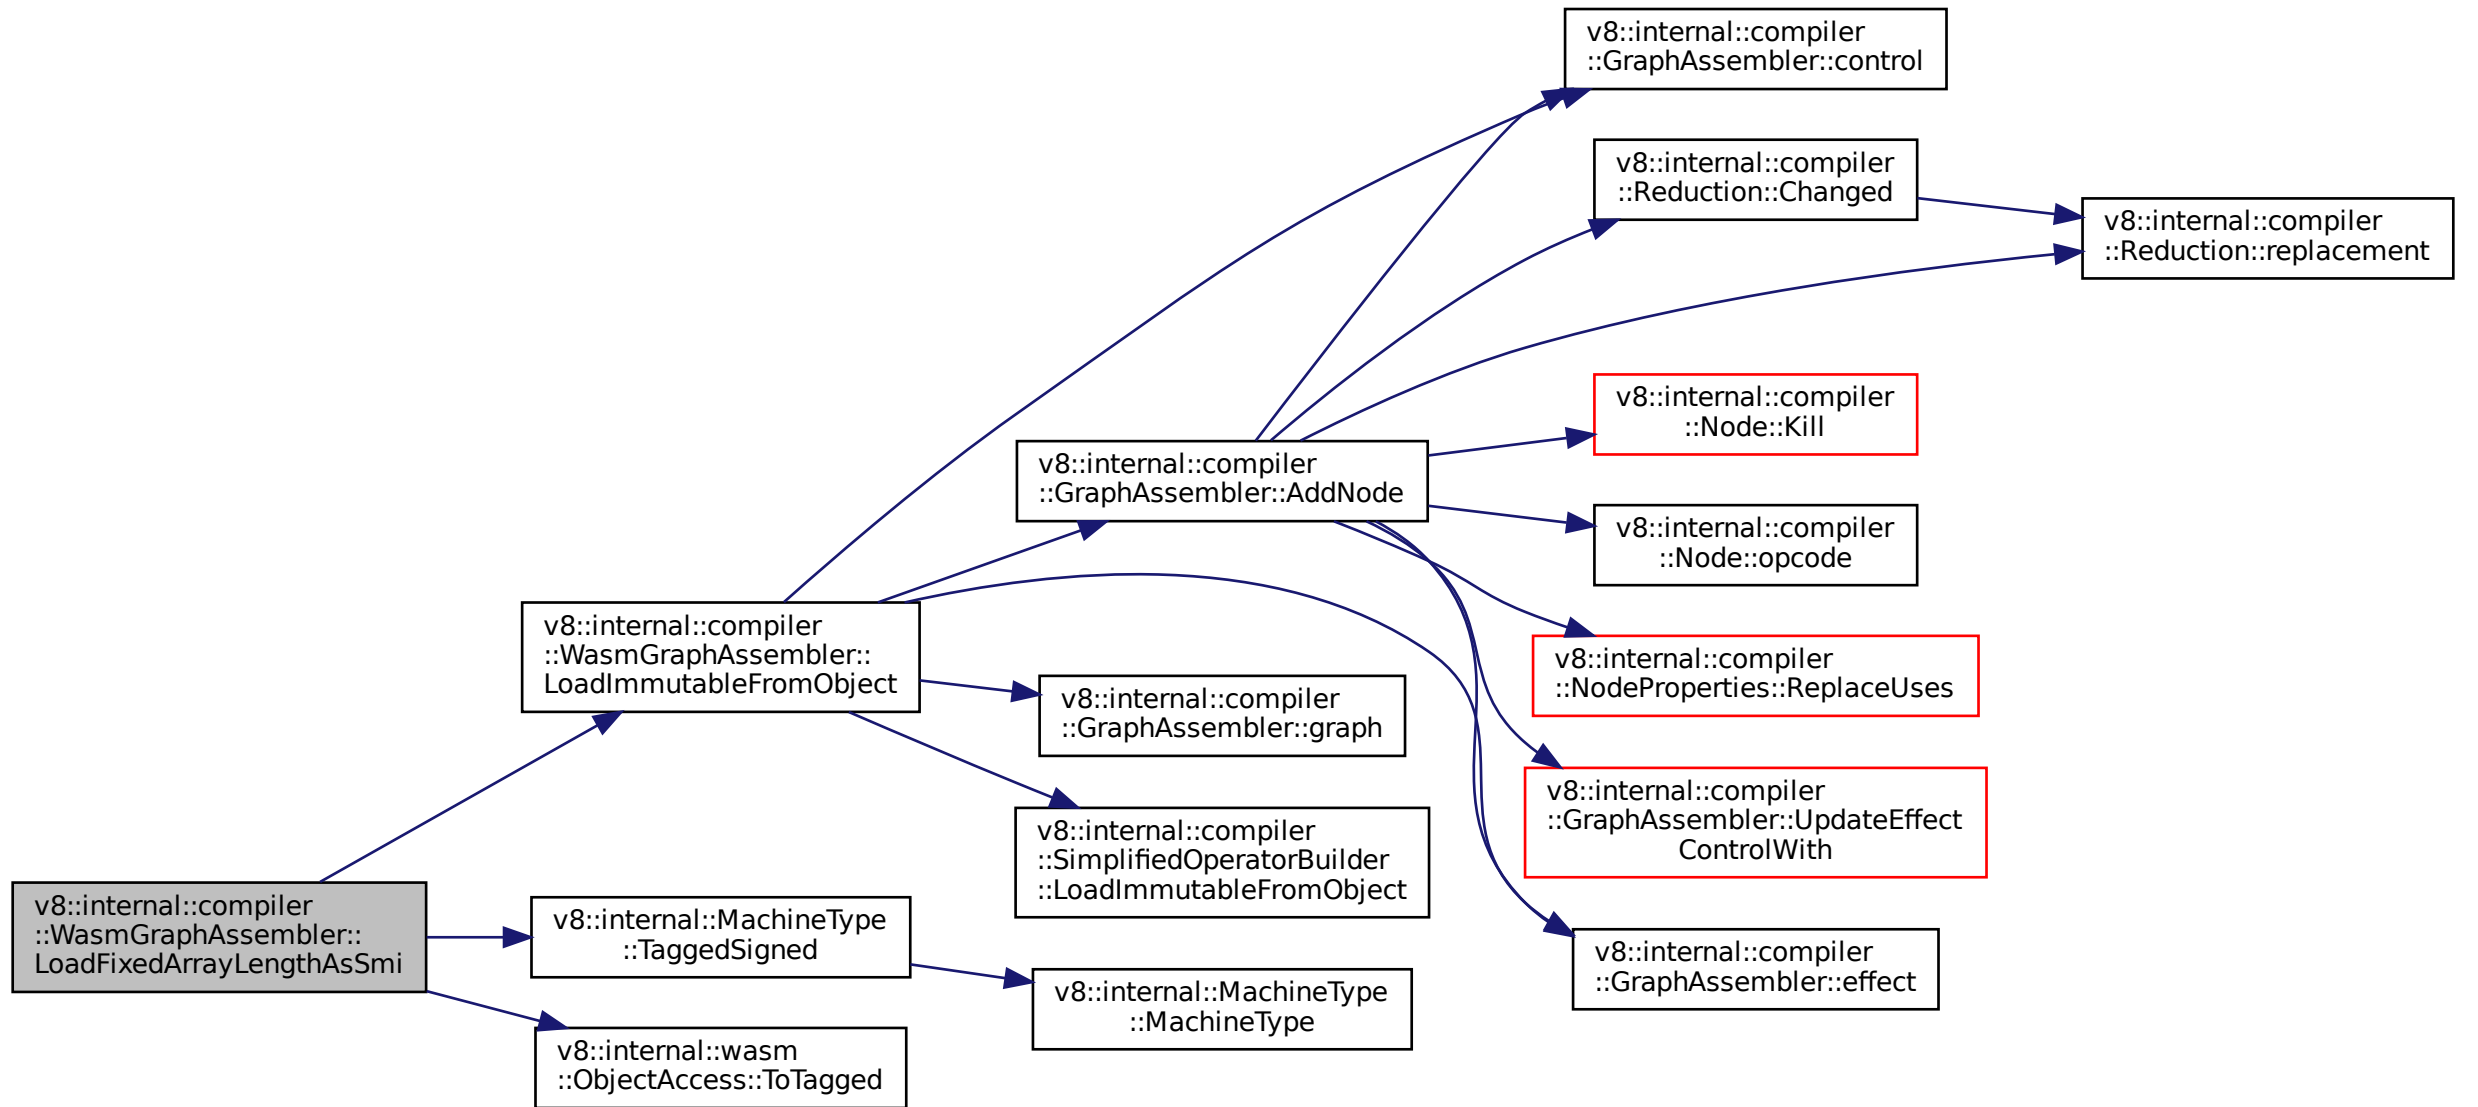 v8::internal::compiler
::GraphAssembler::control
v8::internal::compiler
::Reduction::Changed
v8::internal::compiler
::Reduction::replacement
v8::internal::compiler
::Node::Kill
v8::internal::compiler
::GraphAssembler::AddNode
v8::internal::compiler
::Node::opcode
v8::internal::compiler
::WasmGraphAssembler::
LoadImmutableFromObject
v8::internal::compiler
::NodeProperties::ReplaceUses
v8::internal::compiler
::GraphAssembler::graph
v8::internal::compiler
::GraphAssembler::UpdateEffect
ControlWith
v8::internal::compiler
::SimplifiedOperatorBuilder
::LoadImmutableFromObject
v8::internal::compiler
::WasmGraphAssembler::
LoadFixedArrayLengthAsSmi
v8::internal::MachineType
::TaggedSigned
v8::internal::compiler
::GraphAssembler::effect
v8::internal::MachineType
::MachineType
v8::internal::wasm
::ObjectAccess::ToTagged